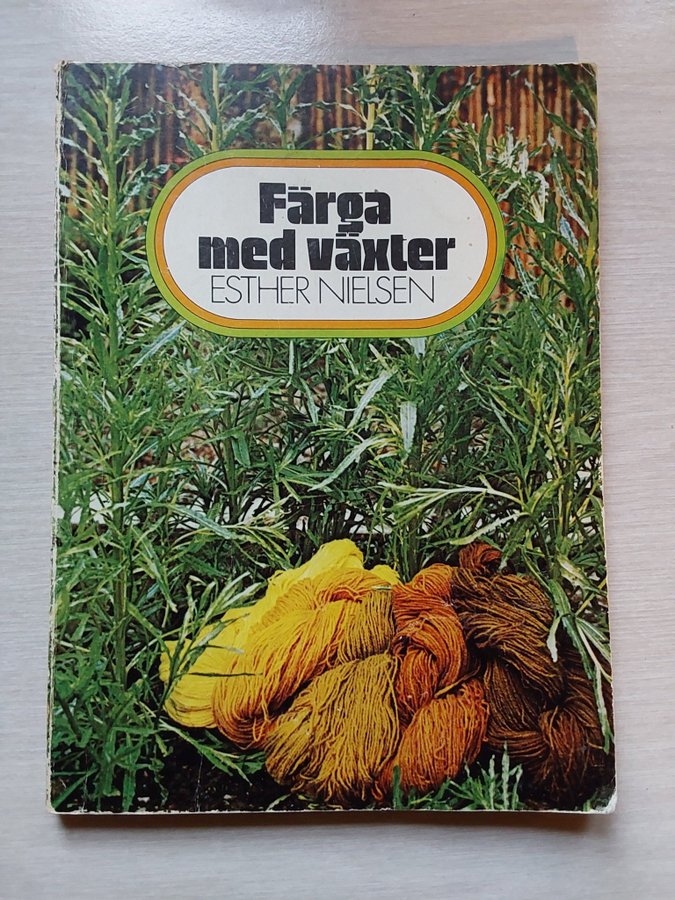 Färga
med växter
ESTHER NIELSEN